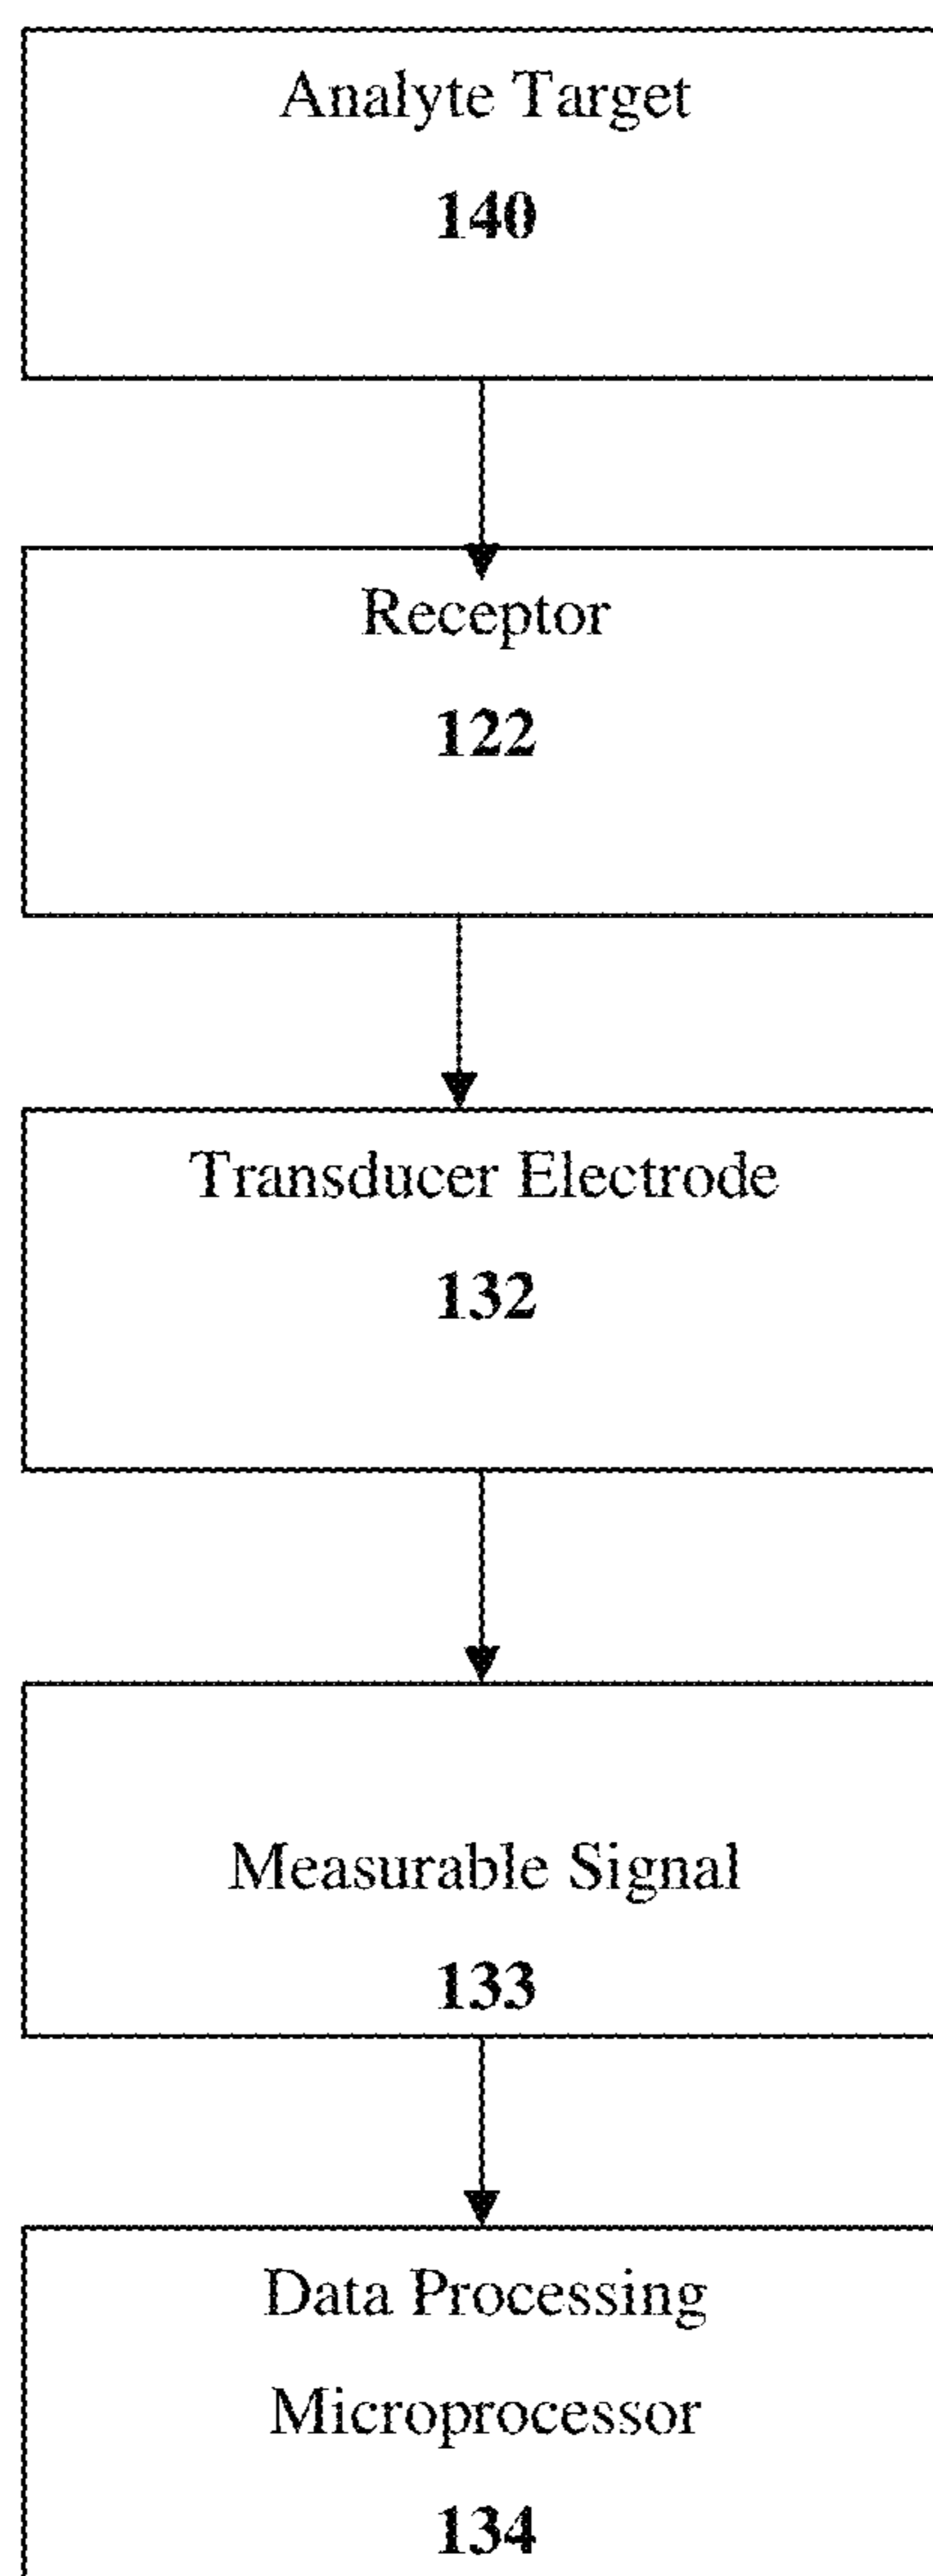 Analyte Target
140
Receptor
122
Transducer Electrode
132
Measurable Signal
133
Data Processing
Microprocessor
134